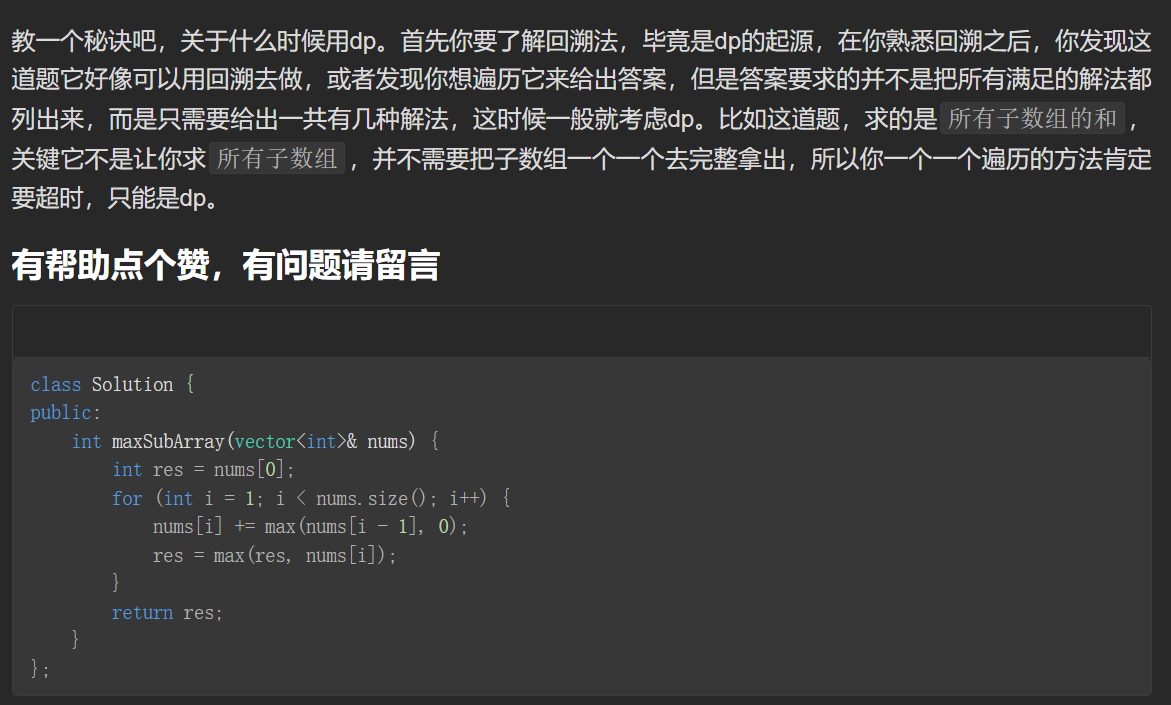 教一个秘诀吧，关于什么时候用dp。首先你要了解回溯法，毕竟是dp的起源，在你熟悉回溯之后，你发现这
道题它好像可以用回溯去做，或者发现你想遍历它来给出答案，但是答案要求的并不是把所有满足的解法都
列出来，而是只需要给出一共有几种解法，这时候一般就考虑dp。比如这道题，求的是 所有子数组的和 ，
关键它不是让你求 所有子数组 ，并不需要把子数组一个一个去完整拿出，所以你一个一个遍历的方法肯定
要超时，只能是dp。
有帮助点个赞，有问题请留言
class Solution {
public:
    int maxSubArray(vector<int>& nums) {
        int res = nums[0];
        for (int i = 1; i < nums.size(); i++) {
            nums[i] += max(nums[i - 1], 0);
            res = max(res, nums[i]);
        }
        return res;
    }
};